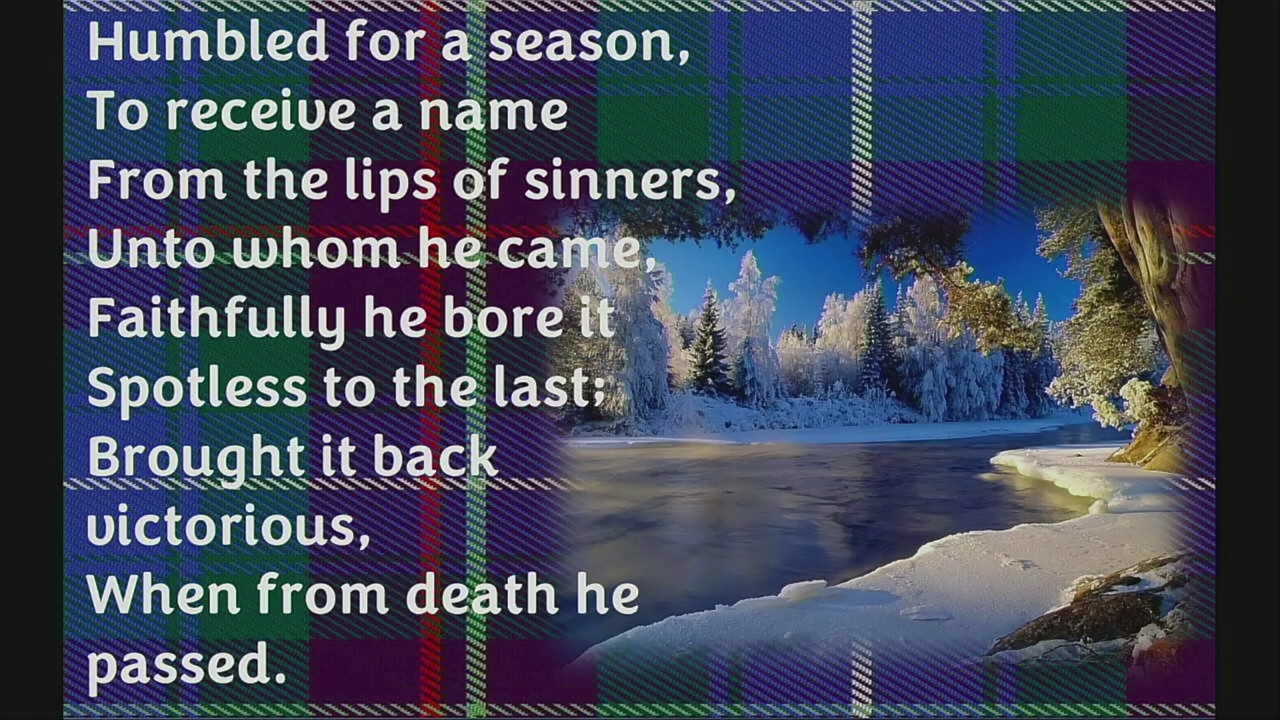 Humbled for a season,
To receive a name
From the lips of sinners,
Unto whom he came,
Faithfully he bore it
Spotless to the last;
Brought it back
victorious,
When from death he
passed.